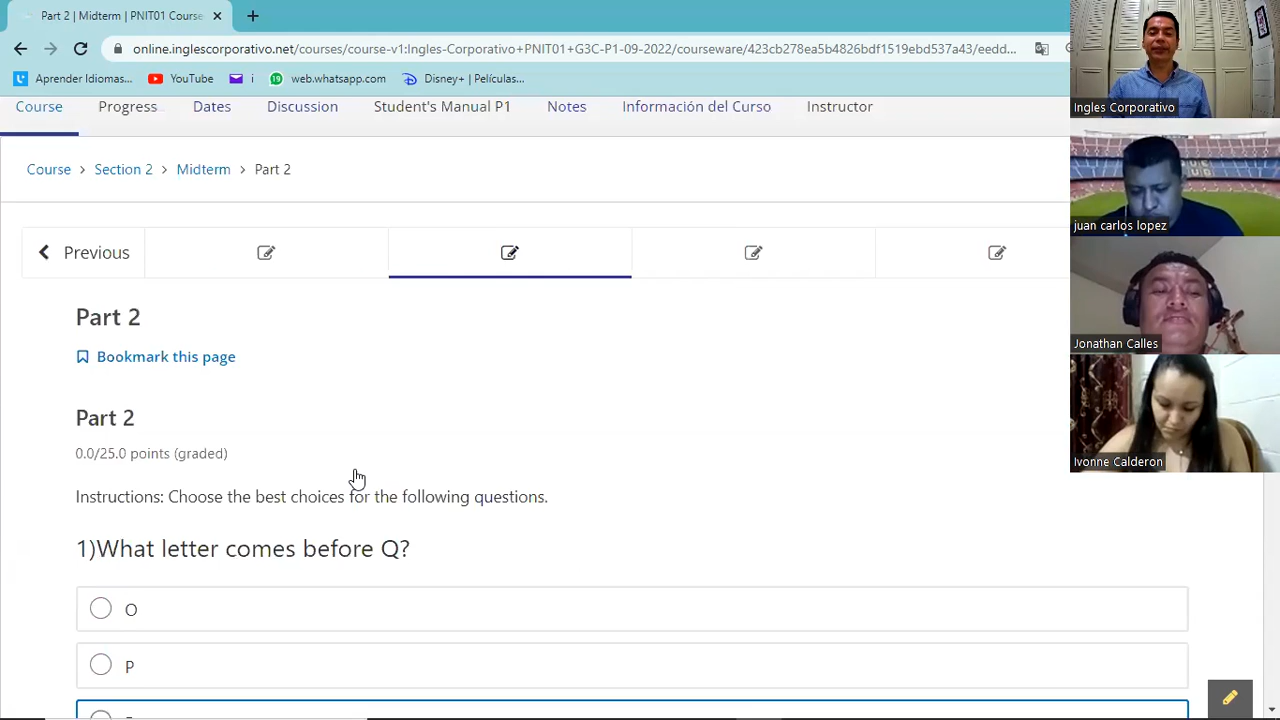 Part 2 | Midterm | PNIT01 Course
online.inglescorporativo.net/courses/course-v1:Ingles-Corporativo+PNIT01+G3C-P1-09-2022/courseware/423cb278ea5b4826bdf1519ebd537a43/eedd...
Aprender Idiomas...
YouTube
i
web.whatsapp.com
Disney+ | Películas...
Course
Progress
Dates
Discussion
Student's Manual P1
Notes
Información del Curso
Instructor
Course > Section 2 > Midterm > Part 2
Previous
Part 2
Bookmark this page
Part 2
0.0/25.0 points (graded)
Instructions: Choose the best choices for the following questions.
1)What letter comes before Q?
O
P
Ingles Corporativo
juan carlos lopez
Jonathan Calles
Ivonne Calderon